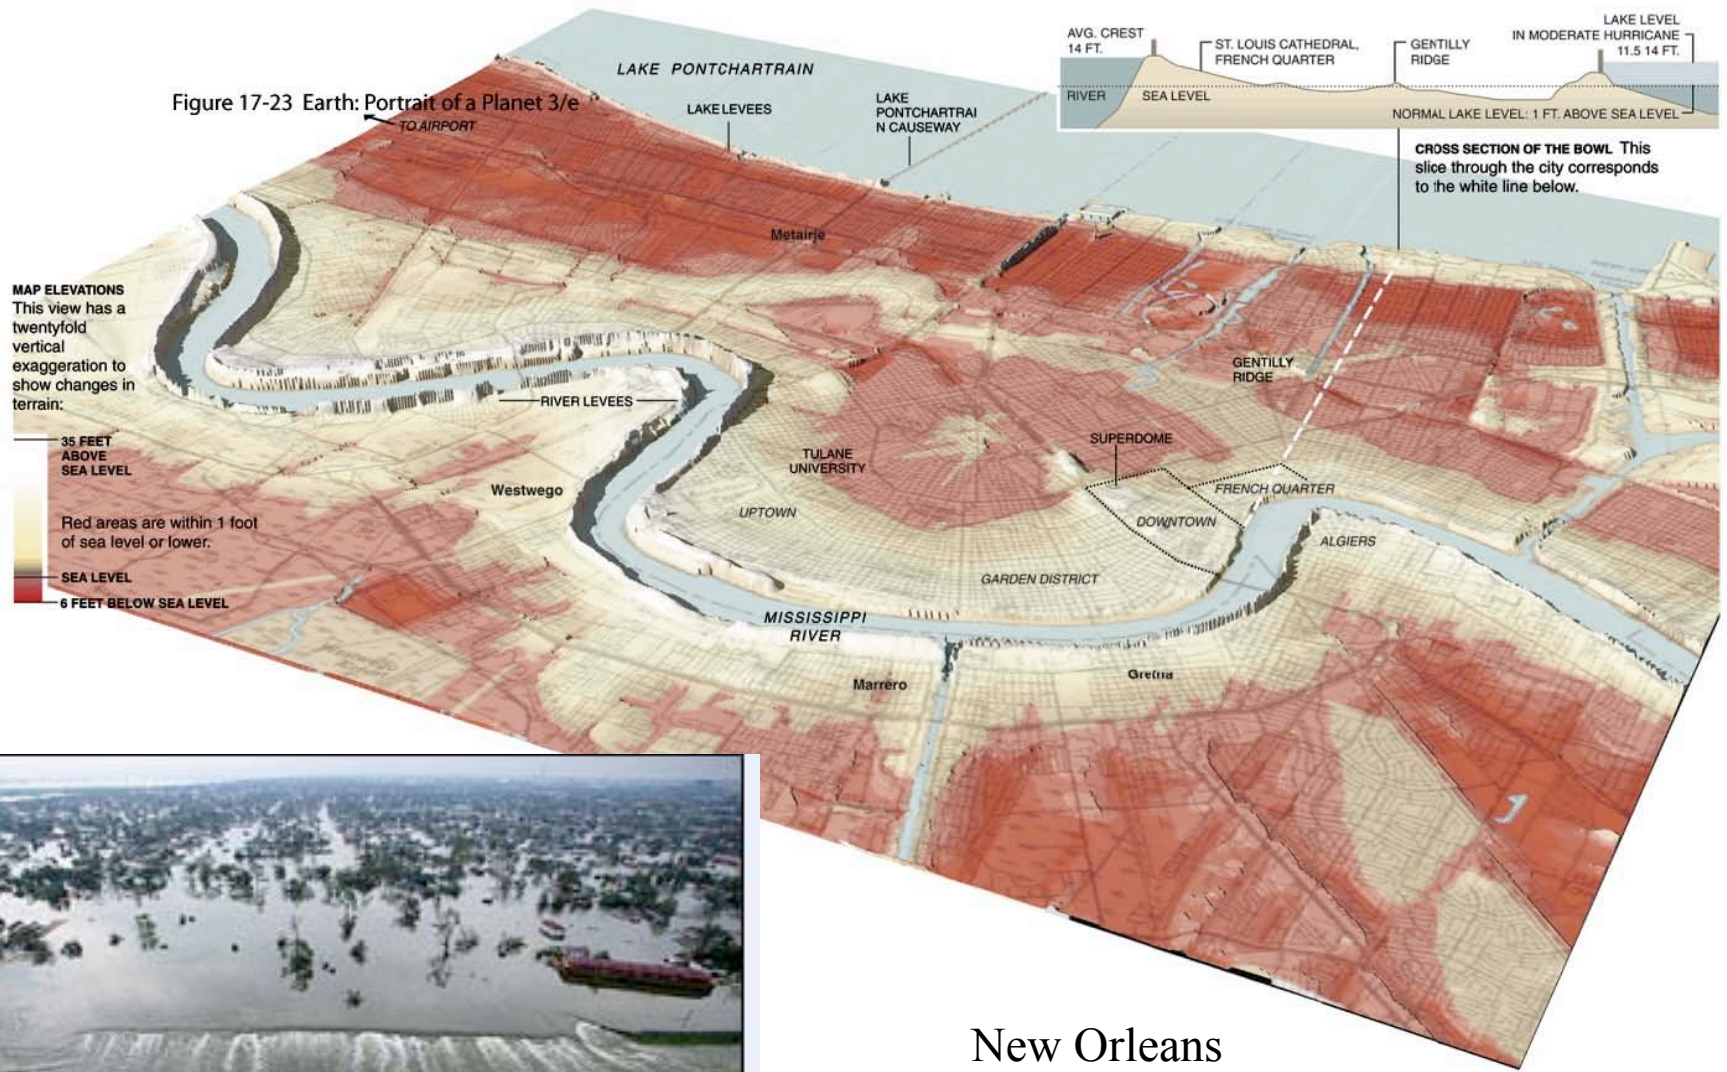 LAKE PONTCHARTRAIN
Figure 17-23 Earth: Portrait of a Planet 3/e
TO AIRPORT
LAKE LEVEES
LAKE
PONTCHARTRAI
N CAUSEWAY
AVG. CREST
14 FT.
ST. LOUIS CATHEDRAL,
FRENCH QUARTER
GENTILLY
RIDGE
LAKE LEVEL
IN MODERATE HURRICANE
11.5 14 FT.
RIVER
SEA LEVEL
NORMAL LAKE LEVEL: 1 FT. ABOVE SEA LEVEL
CROSS SECTION OF THE BOWL This
slice through the city corresponds
to the white line below.
Metairie
MAP ELEVATIONS
This view has a
twentyfold
vertical
exaggeration to
show changes in
terrain:
35 FEET
ABOVE
SEA LEVEL
Red areas are within 1 foot
of sea level or lower.
SEA LEVEL
6 FEET BELOW SEA LEVEL
RIVER LEVEES
GENTILLY
RIDGE
SUPERDOME
TULANE
UNIVERSITY
Westwego
UPTOWN
FRENCH QUARTER
DOWNTOWN
ALGIERS
GARDEN DISTRICT
MISSISSIPPI
RIVER
Marrero
Gretna
New Orleans